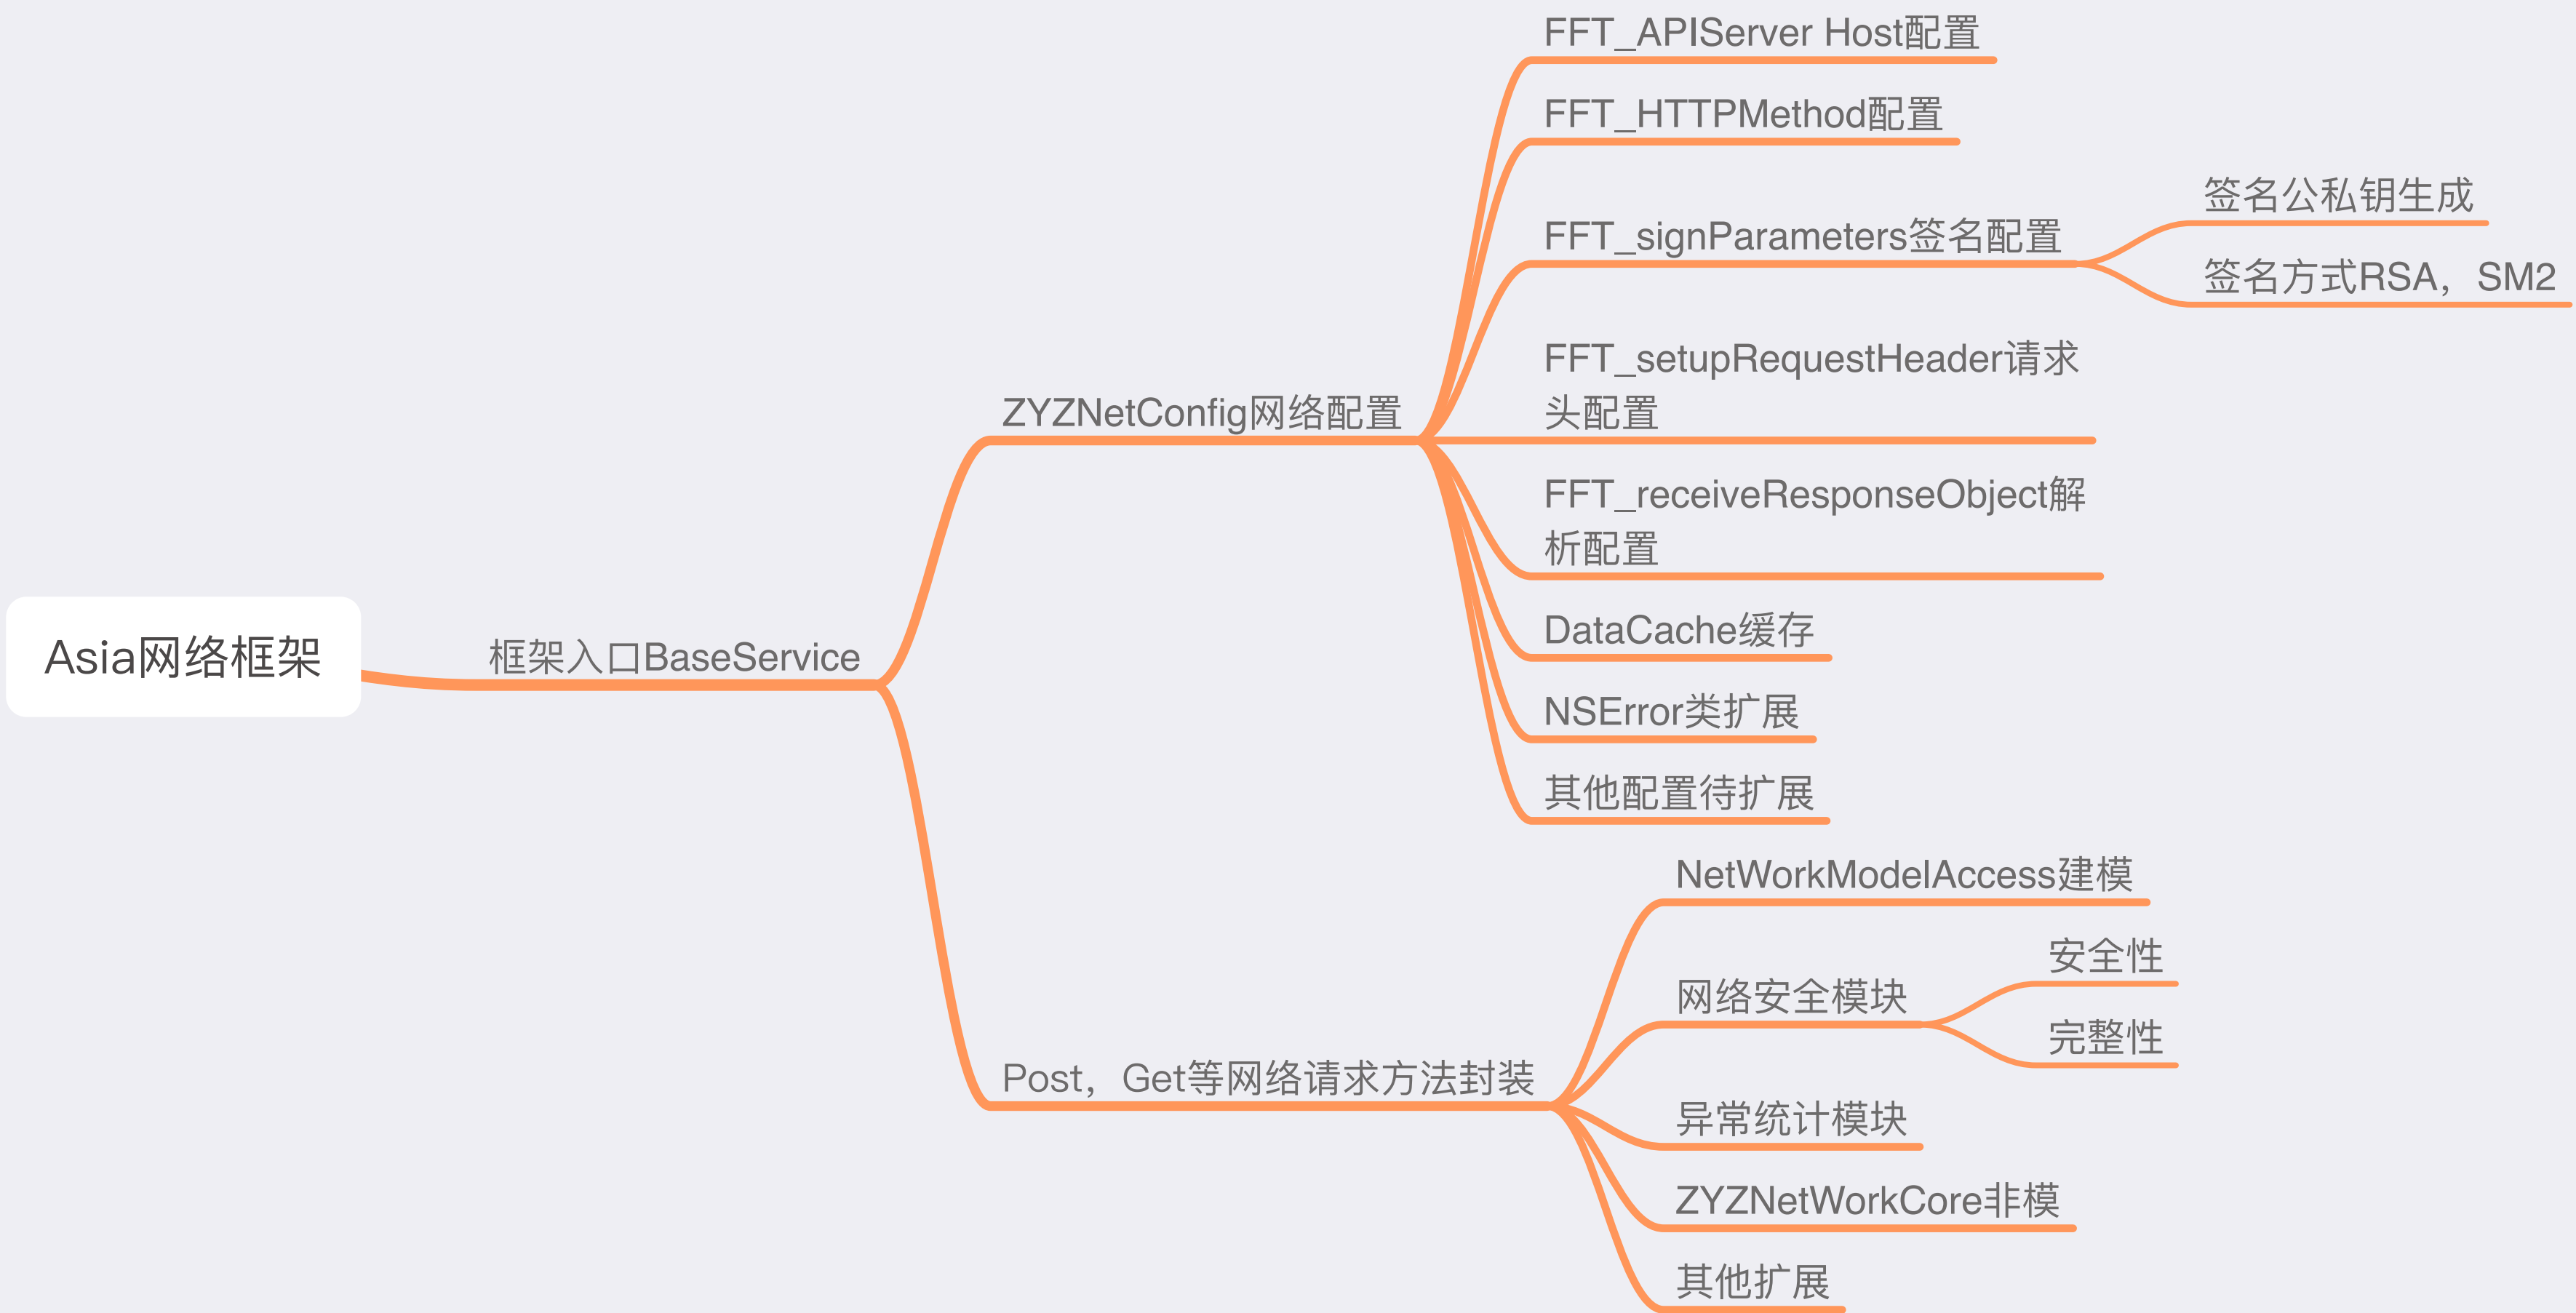 Asia网络框架
框架入口BaseService
ZYZNetConfig网络配置
FFT_APIServer Host配置
FFT_HTTPMethod配置
FFT_signParameters签名配置
签名公私钥生成
签名方式RSA，SM2
FFT_setupRequestHeader请求
头配置
FFT_receiveResponseObject解
析配置
DataCache缓存
NSError类扩展
其他配置待扩展
Post，Get等网络请求方法封装
NetWorkModelAccess建模
网络安全模块
安全性
完整性
异常统计模块
ZYZNetWorkCore非模
其他扩展